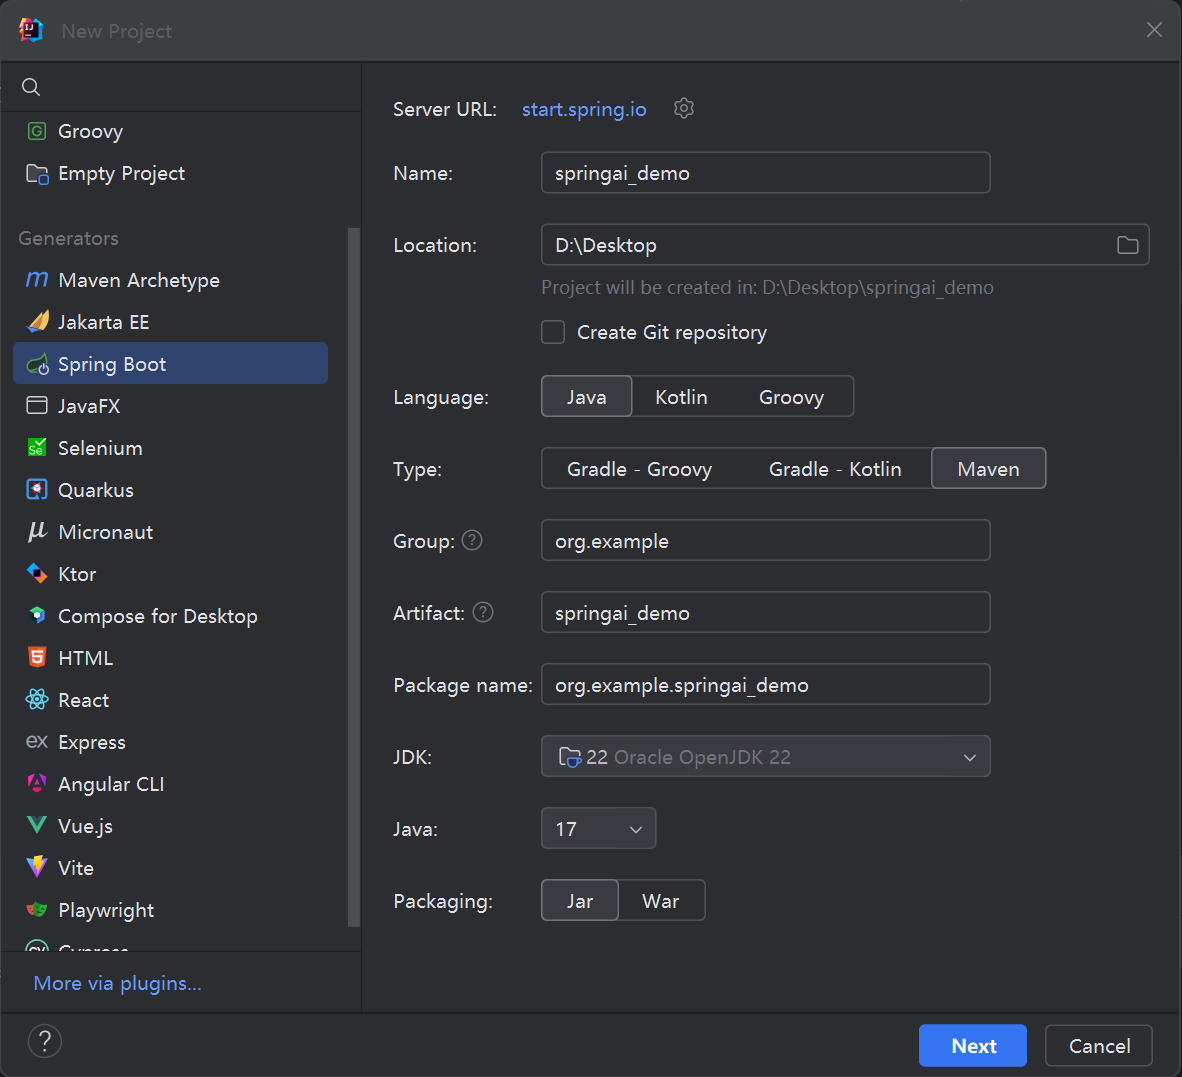 New Project
Groovy
Empty Project
Generators
Maven Archetype
Jakarta EE
Spring Boot
JavaFX
Selenium
Quarkus
Micronaut
Ktor
Compose for Desktop
HTML
React
Express
Angular CLI
Vue.js
Vite
Playwright
Cypress
More via plugins...
Server URL: start.spring.io
Name: springai_demo
Location: D:\Desktop
Project will be created in: D:\Desktop\springai_demo
Create Git repository
Language: Java Kotlin Groovy
Type: Gradle - Groovy Gradle - Kotlin Maven
Group: ? org.example
Artifact: ? springai_demo
Package name: org.example.springai_demo
JDK: 22 Oracle OpenJDK 22
Java: 17
Packaging: Jar War
? Next Cancel